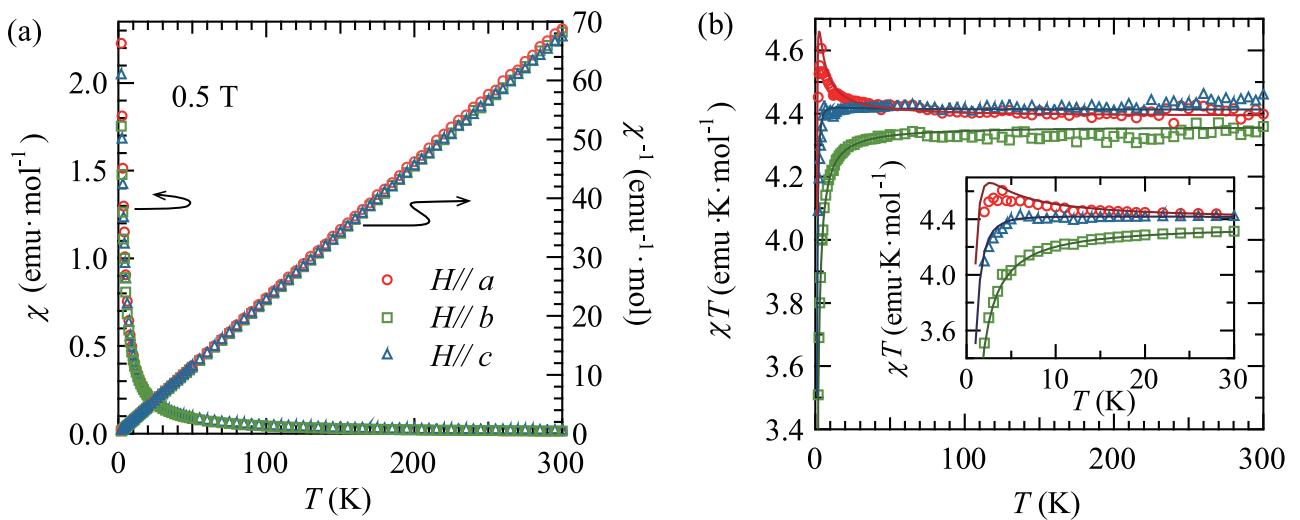 (a)
χ (emu·mol⁻¹)
2.0
1.5
1.0
0.5
0.0
0.5 T
H// a
H// b
H// c
70
60
50
40
30
20
10
0
χ⁻¹ (emu⁻¹·mol)
0 100 200 300
T (K)
(b)
χT (emu·K·mol⁻¹)
4.6
4.4
4.2
4.0
3.8
3.6
3.4
0 100 200 300
T (K)
χT (emu·K·mol⁻¹)
4.4
4.0
3.6
0 10 20 30
T (K)